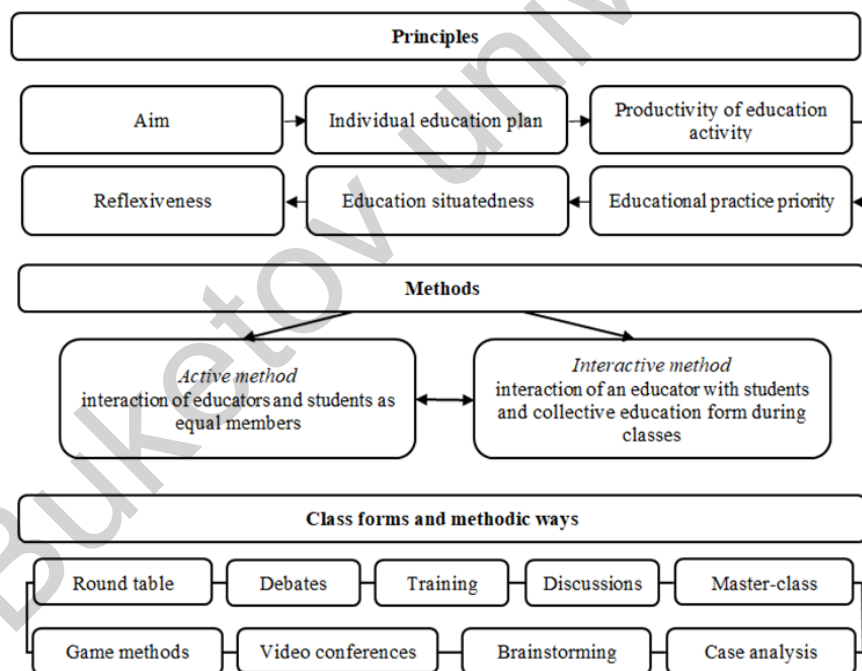 Principles
Aim
Individual education plan
Productivity of education
activity
Reflexiveness
Education situatedness
Educational practice priority
Methods
Active method
interaction of educators and students as
equal members
Interactive method
interaction of an educator with students
and collective education form during
classes
Class forms and methodic ways
Round table
Debates
Training
Discussions
Master-class
Game methods
Video conferences
Brainstorming
Case analysis
Buketov univ